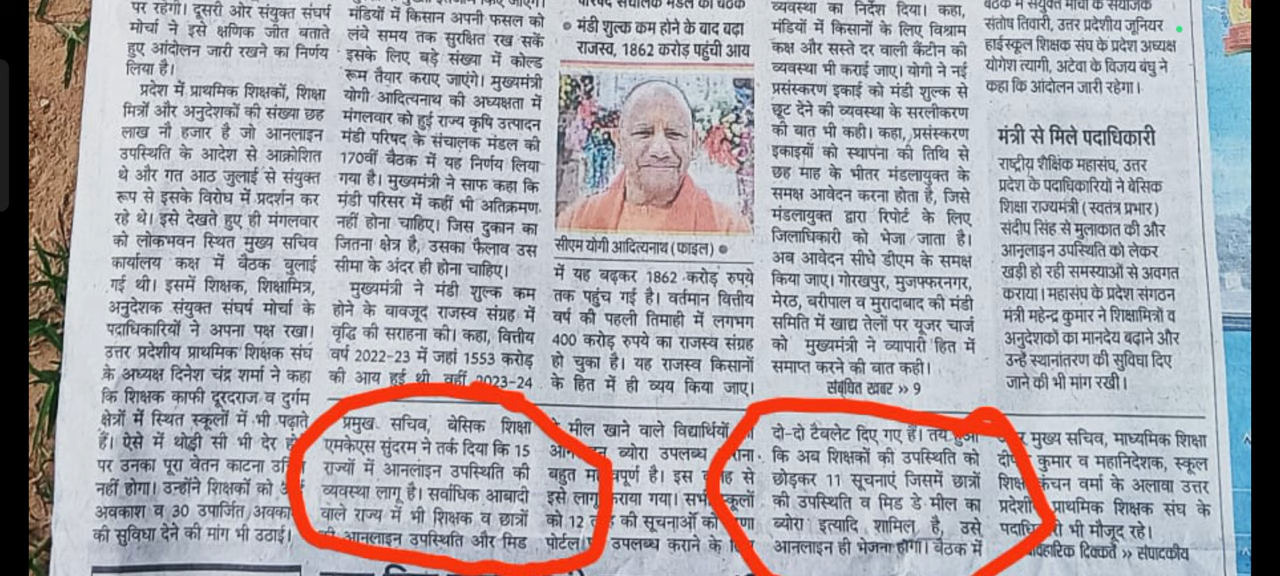 पर रहेगी। दूसरी ओर संयुक्त संघर्ष
मोर्चा ने इसे क्षणिक जीत बताते
हुए आंदोलन जारी रखने का निर्णय
लिया है।
प्रदेश में प्राथमिक शिक्षकों, शिक्षा
मित्रों और अनुदेशकों की संख्या छह
लाख नौ हजार है जो आनलाइन
उपस्थिति के आदेश से आक्रोशित
थे और गत आठ जुलाई से संयुक्त
रूप से इसके विरोध में प्रदर्शन कर
रहे थे। इसे देखते हुए ही मंगलवार
को लोकभवन स्थित मुख्य सचिव
कार्यालय कक्ष में बैठक बुलाई
गई थी। इसमें शिक्षक, शिक्षामित्र,
अनुदेशक संयुक्त संघर्ष मोर्चा के
पदाधिकारियों ने अपना पक्ष रखा।
उत्तर प्रदेशीय प्राथमिक शिक्षक संघ
के अध्यक्ष दिनेश चंद्र शर्मा ने कहा
कि शिक्षक काफी दूरदराज व दुर्गम
क्षेत्रों में स्थित स्कूलों में भी पढ़ाते
हैं। ऐसे में थोड़ी सी भी देर
पर उनका पूरा वेतन काटना
नहीं होगा। उन्होंने शिक्षकों को
अवकाश व 30 उपार्जित
की सुविधा देने की मांग भी उठाई।
मंडियों में किसान अपनी फसल को
लंबे समय तक सुरक्षित रख सकें
इसके लिए बड़े संख्या में कोल्ड
रूम तैयार कराए जाएंगे। मुख्यमंत्री
योगी आदित्यनाथ की अध्यक्षता में
मंगलवार को हुई राज्य कृषि उत्पादन
मंडी परिषद के संचालक मंडल की
170वीं बैठक में यह निर्णय लिया
गया है। मुख्यमंत्री ने साफ कहा कि
मंडी परिसर में कहीं भी अतिक्रमण
नहीं होना चाहिए। जिस दुकान का
जितना क्षेत्र है, उसका फैलाव उस
सीमा के अंदर ही होना चाहिए।
मुख्यमंत्री ने मंडी शुल्क कम
होने के बावजूद राजस्व संग्रह में
वृद्धि की सराहना की। कहा, वित्तीय
वर्ष 2022-23 में जहां 1553 करोड़
की आय हुई थी, वहीं 2023-24
परिषद संचालक मंडल की बैठक
• मंडी शुल्क कम होने के बाद बढ़ा
राजस्व, 1862 करोड़ पहुंची आय
सीएम योगी आदित्यनाथ (फाइल) •
में यह बढ़कर 1862 करोड़ रुपये
तक पहुंच गई है। वर्तमान वित्तीय
वर्ष की पहली तिमाही में लगभग
400 करोड़ रुपये का राजस्व संग्रह
हो चुका है। यह राजस्व किसानों
के हित में ही व्यय किया जाए।
व्यवस्था का निर्देश दिया। कहा,
मंडियों में किसानों के लिए विश्राम
कक्ष और सस्ते दर वाली कैंटीन की
व्यवस्था भी कराई जाए। योगी ने नई
प्रसंस्करण इकाई को मंडी शुल्क से
छूट देने की व्यवस्था के सरलीकरण
की बात भी कही। कहा, प्रसंस्करण
इकाइयों को स्थापना की तिथि से
छह माह के भीतर मंडलायुक्त के
समक्ष आवेदन करना होता है, जिसे
मंडलायुक्त द्वारा रिपोर्ट के लिए
जिलाधिकारी को भेजा जाता है।
अब आवेदन सीधे डीएम के समक्ष
किया जाए। गोरखपुर, मुजफ्फरनगर,
मेरठ, बरीपाल व मुरादाबाद की मंडी
समिति में खाद्य तेलों पर यूजर चार्ज
को मुख्यमंत्री ने व्यापारी हित में
समाप्त करने की बात कही।
संबंधित खबर » 9
बैठक में संयुक्त मोर्चा के संयोजक
संतोष तिवारी, उत्तर प्रदेशीय जूनियर
हाईस्कूल शिक्षक संघ के प्रदेश अध्यक्ष
योगेश त्यागी, अटेवा के विजय बंधु ने
कहा कि आंदोलन जारी रहेगा।
मंत्री से मिले पदाधिकारी
राष्ट्रीय शैक्षिक महासंघ, उत्तर
प्रदेश के पदाधिकारियों ने बेसिक
शिक्षा राज्यमंत्री (स्वतंत्र प्रभार)
संदीप सिंह से मुलाकात की और
आनलाइन उपस्थिति को लेकर
खड़ी हो रही समस्याओं से अवगत
कराया। महासंघ के प्रदेश संगठन
मंत्री महेन्द्र कुमार ने शिक्षामित्रों व
अनुदेशकों का मानदेय बढ़ाने और
उन्हें स्थानांतरण की सुविधा दिए
जाने की भी मांग रखी।
प्रमुख सचिव, बेसिक शिक्षा
एमकेएस सुंदरम ने तर्क दिया कि 15
राज्यों में आनलाइन उपस्थिति की
व्यवस्था लागू है। सर्वाधिक आबादी
वाले राज्य में भी शिक्षक व छात्रों
की आनलाइन उपस्थिति और मिड
मील खाने वाले विद्यार्थियों
ब्योरा उपलब्ध
बहुत महत्वपूर्ण है। इस वजह से
इसे लागू कराया गया। सभी स्कूलों
को 12 तरह की सूचनाओं को
पोर्टल पर उपलब्ध कराने के लिए
दो-दो टैबलेट दिए गए हैं। तय हुआ
कि अब शिक्षकों की उपस्थिति को
छोड़कर 11 सूचनाएं जिसमें छात्रों
की उपस्थिति व मिड डे मील का
ब्योरा इत्यादि शामिल है, उसे
आनलाइन ही भेजना होगा। बैठक में
मुख्य सचिव, माध्यमिक शिक्षा
कुमार व महानिदेशक, स्कूल
शिक्षा कंचन वर्मा के अलावा उत्तर
प्रदेशीय प्राथमिक शिक्षक संघ के
पदाधिकारी भी मौजूद रहे।
व्यावहारिक दिक्कतें » संपादकीय